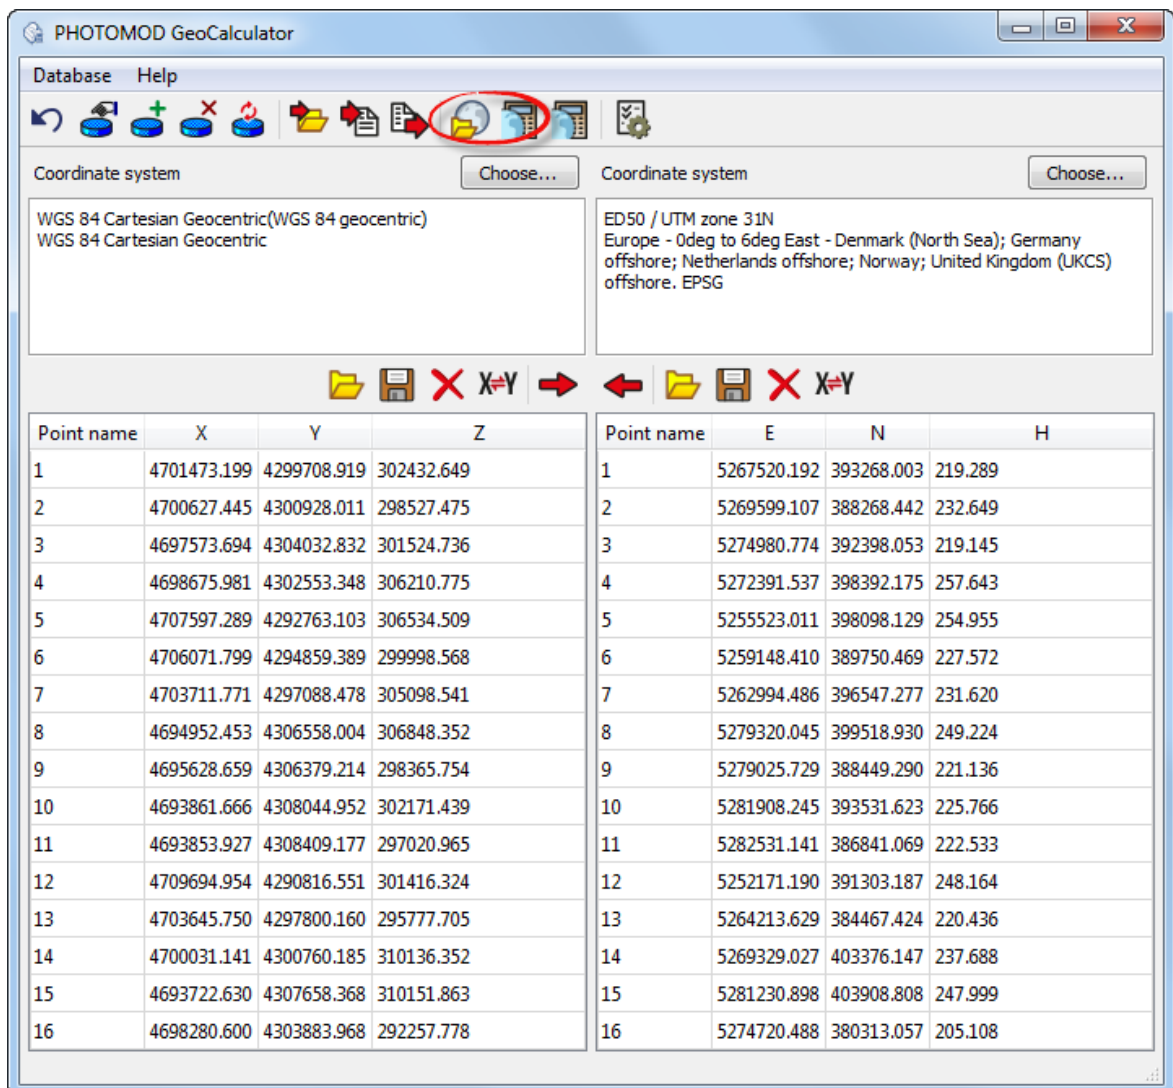 PHOTOMOD GeoCalculator
Database Help
Coordinate system Choose... Coordinate system Choose...
WGS 84 Cartesian Geocentric(WGS 84 geocentric)
WGS 84 Cartesian Geocentric
ED50 / UTM zone 31N
Europe - 0deg to 6deg East - Denmark (North Sea); Germany
offshore; Netherlands offshore; Norway; United Kingdom (UKCS)
offshore. EPSG
X⇌Y X⇌Y
Point name X Y Z Point name E N H
1 4701473.199 4299708.919 302432.649 1 5267520.192 393268.003 219.289
2 4700627.445 4300928.011 298527.475 2 5269599.107 388268.442 232.649
3 4697573.694 4304032.832 301524.736 3 5274980.774 392398.053 219.145
4 4698675.981 4302553.348 306210.775 4 5272391.537 398392.175 257.643
5 4707597.289 4292763.103 306534.509 5 5255523.011 398098.129 254.955
6 4706071.799 4294859.389 299998.568 6 5259148.410 389750.469 227.572
7 4703711.771 4297088.478 305098.541 7 5262994.486 396547.277 231.620
8 4694952.453 4306558.004 306848.352 8 5279320.045 399518.930 249.224
9 4695628.659 4306379.214 298365.754 9 5279025.729 388449.290 221.136
10 4693861.666 4308044.952 302171.439 10 5281908.245 393531.623 225.766
11 4693853.927 4308409.177 297020.965 11 5282531.141 386841.069 222.533
12 4709694.954 4290816.551 301416.324 12 5252171.190 391303.187 248.164
13 4703645.750 4297800.160 295777.705 13 5264213.629 384467.424 220.436
14 4700031.141 4300760.185 310136.352 14 5269329.027 403376.147 237.688
15 4693722.630 4307658.368 310151.863 15 5281230.898 403908.808 247.999
16 4698280.600 4303883.968 292257.778 16 5274720.488 380313.057 205.108